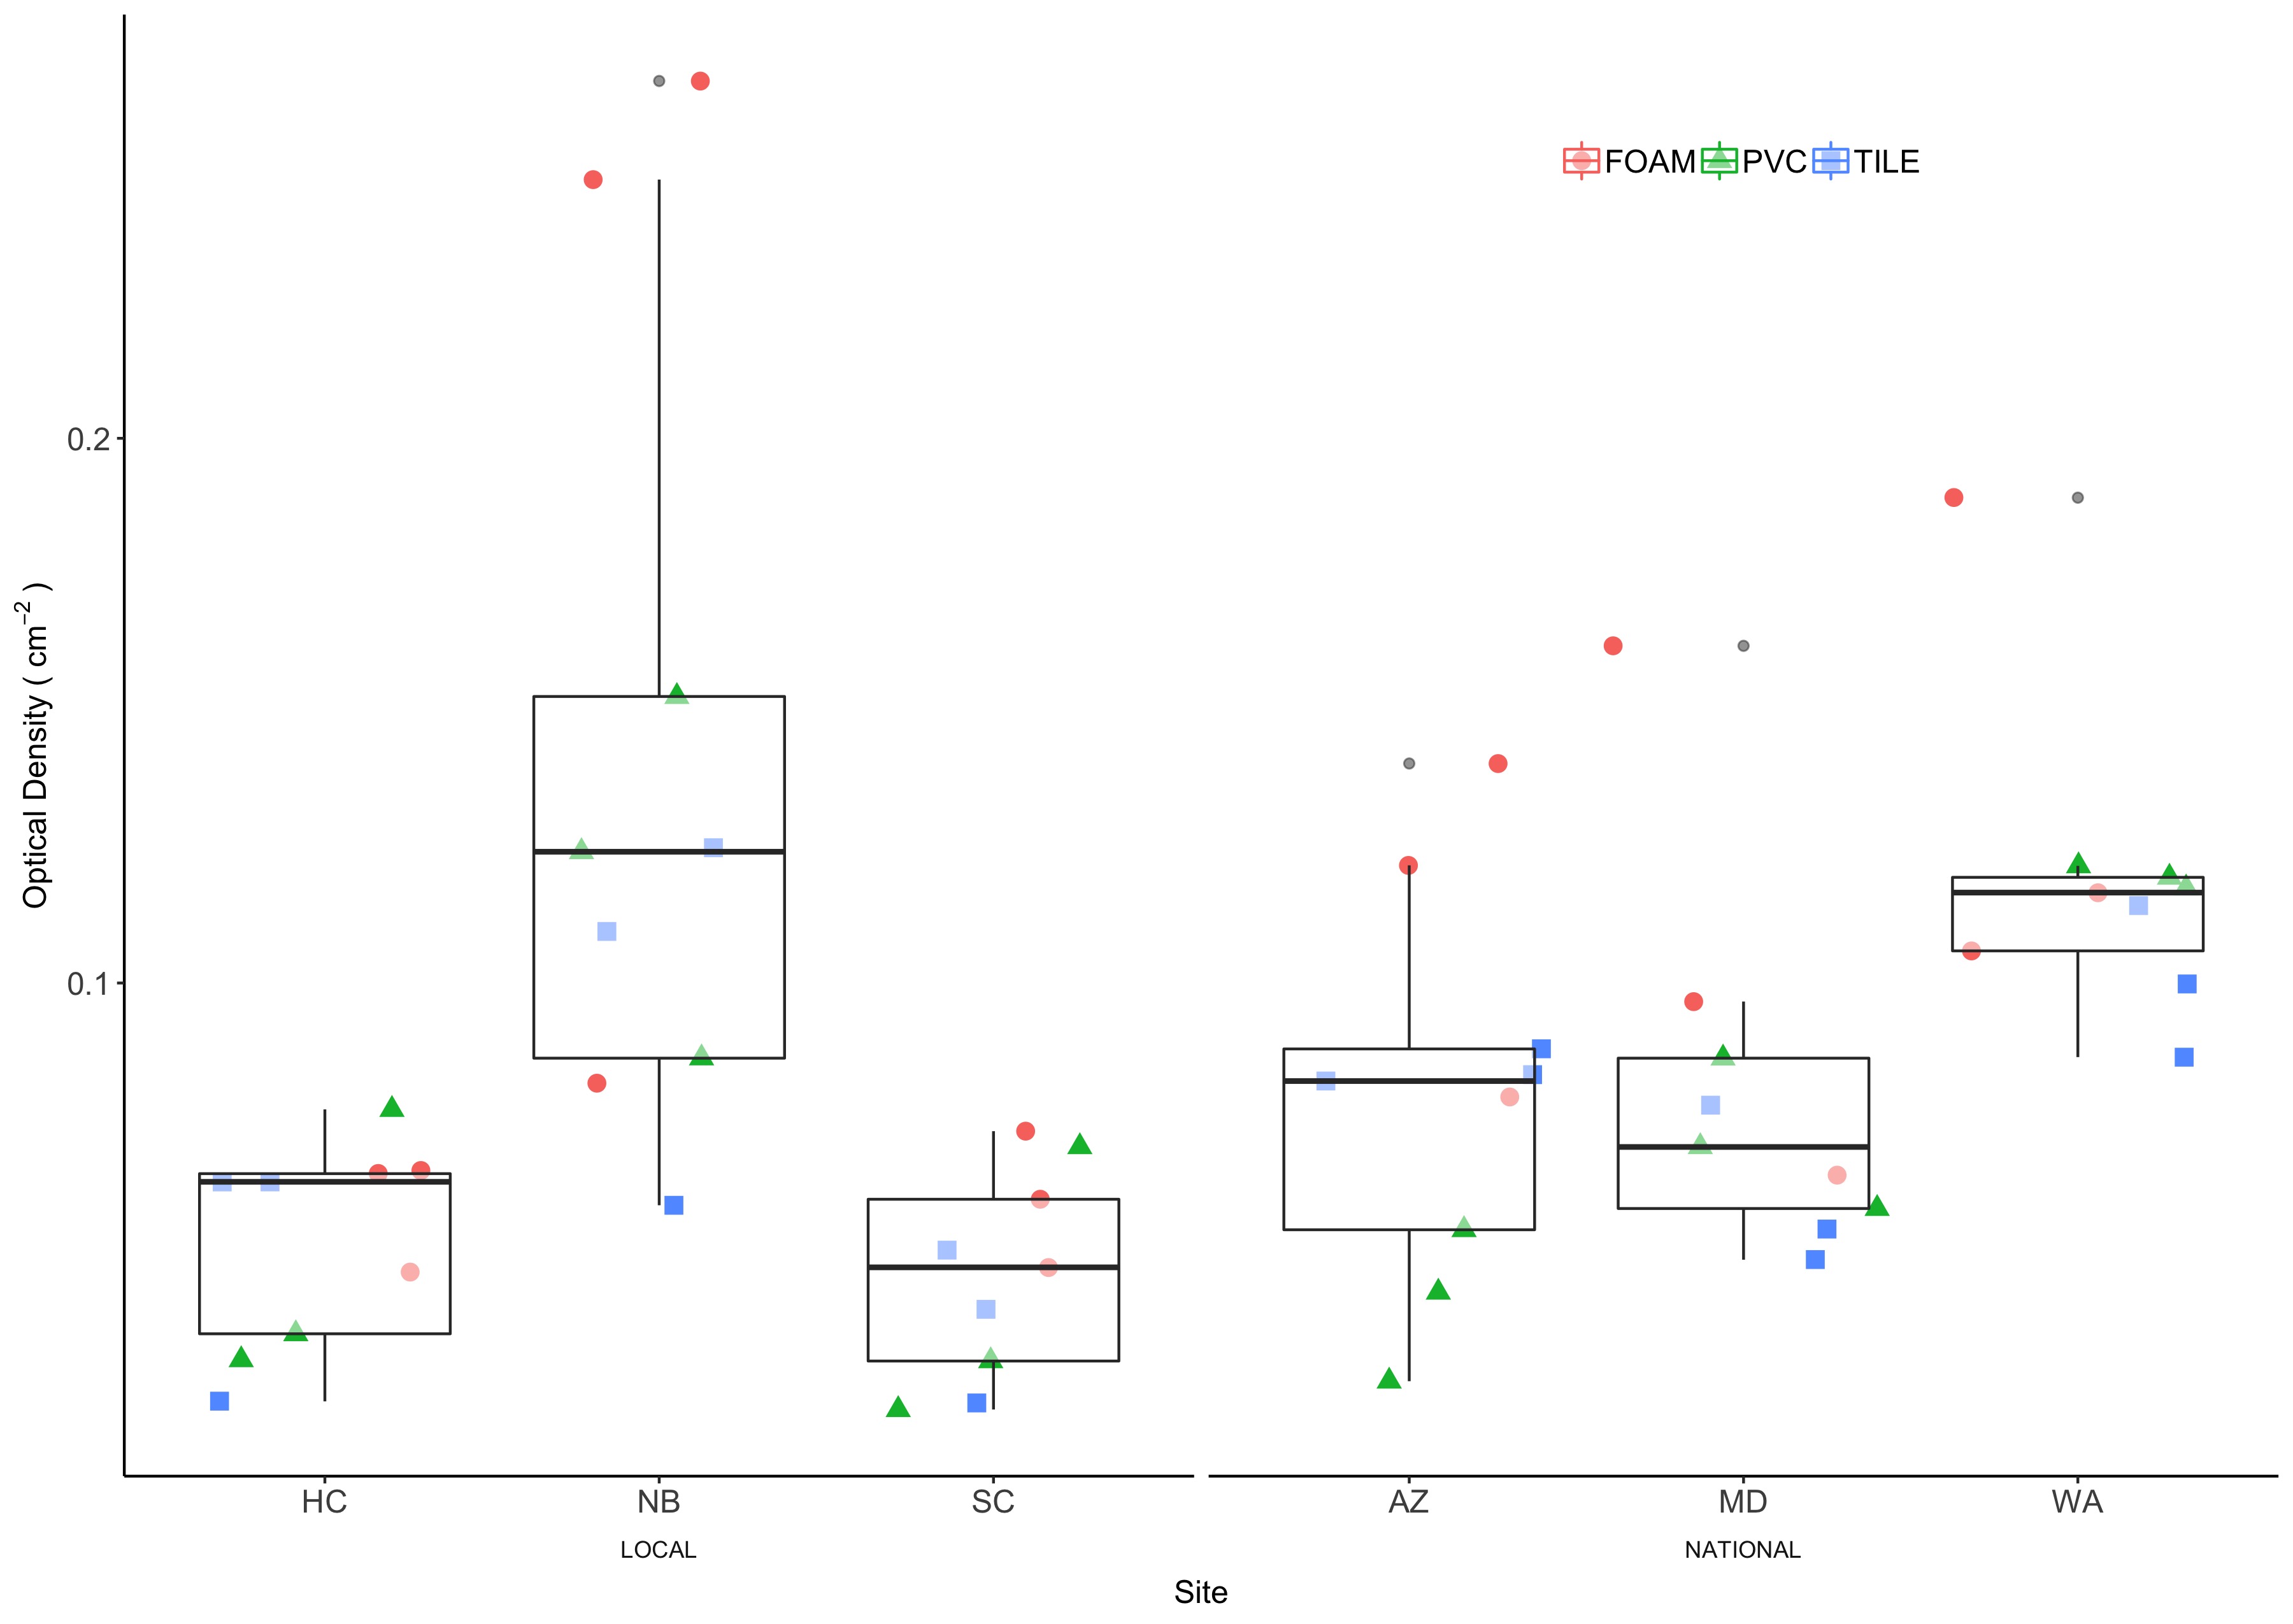 FOAM PVC TILE
0.2
0.1
Optical Density ( cm−2 )
HC NB SC AZ MD WA
LOCAL NATIONAL
Site